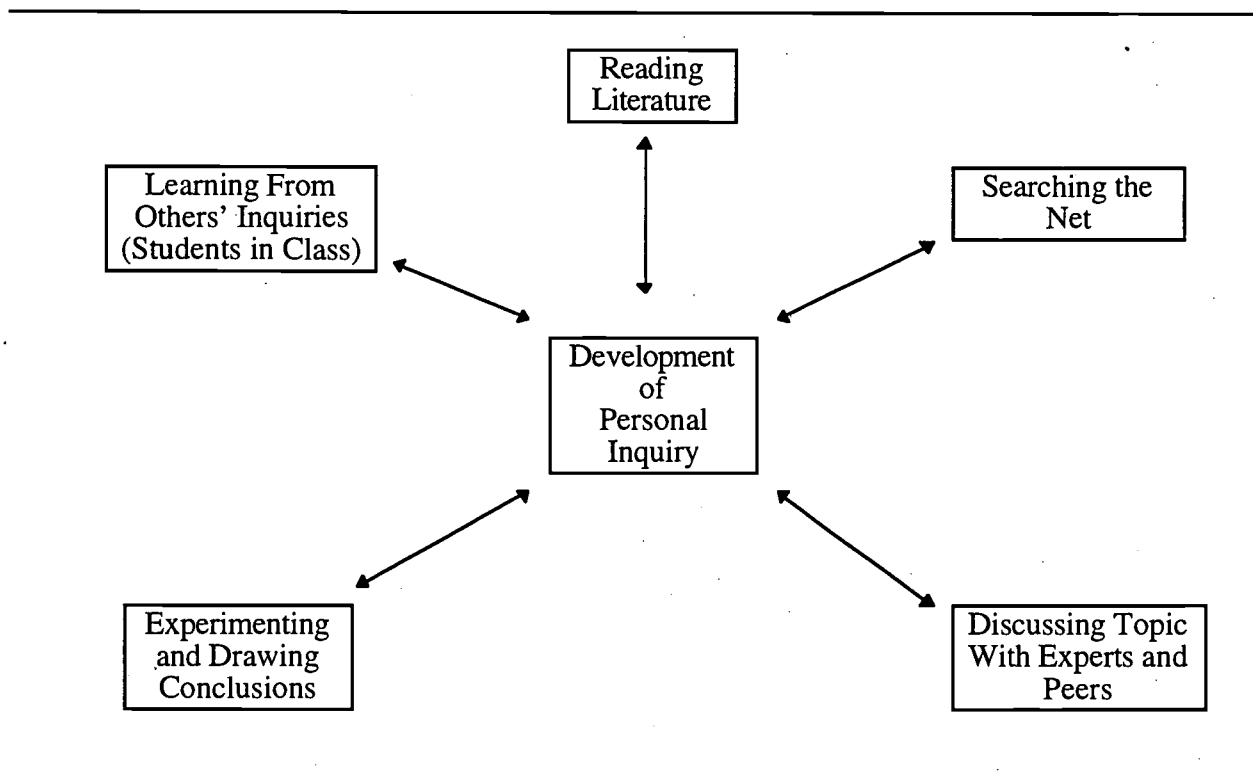 Reading
Literature
Learning From
Others' Inquiries
(Students in Class)
Searching the
Net
Development
of
Personal
Inquiry
Experimenting
and Drawing
Conclusions
Discussing Topic
With Experts and
Peers